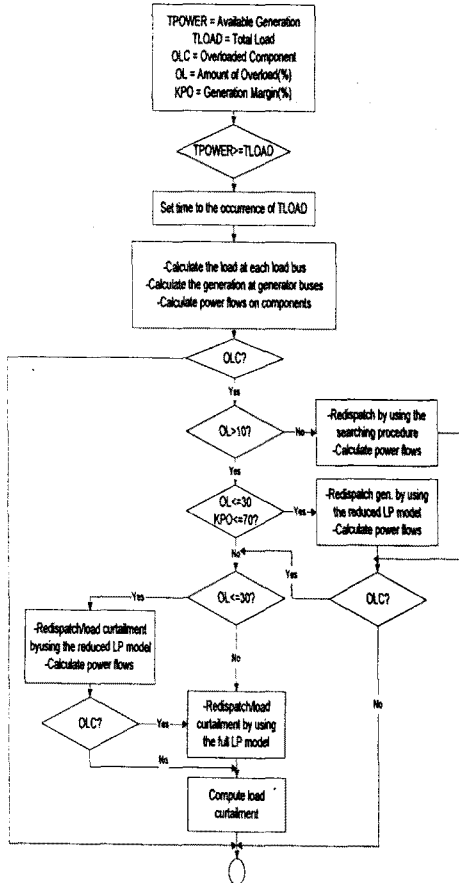 TPOWER = Available Generation
TLOAD = Total Load
OLC = Overloaded Component
OL = Amount of Overload(%)
KPO = Generation Margin(%)
TPOWER>=TLOAD
Set time to the occurrence of TLOAD
-Calculate the load at each load bus
-Calculate the generation at generator buses
-Calculate power flows on components
OLC?
Yes
OL>10?
No
-Redispatch by using the
searching procedure
-Calculate power flows
Yes
OL<=30
KPO<=70?
Yes
-Redispatch gen. by using
the reduced LP model
-Calculate power flows
No
Yes
OLC?
OL<=30?
Yes
-Redispatch/load curtailment
byusing the reduced LP model
-Calculate power flows
No
No
OLC?
Yes
-Redispatch/load
curtailment by using
the full LP model
No
Compute load
curtailment